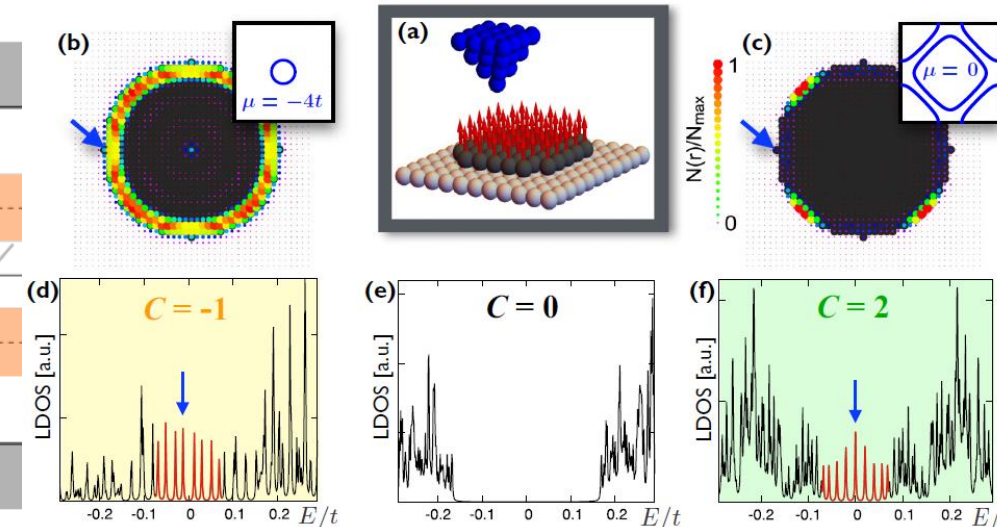 (b)
μ = −4t
(a)
(c)
μ = 0
1
N(r)/Nmax
0
(d)
C = -1
LDOS [a.u.]
-0.2 -0.1 0 0.1 0.2 E/t
(e)
C = 0
LDOS [a.u.]
-0.2 -0.1 0 0.1 0.2 E/t
(f)
C = 2
LDOS [a.u.]
-0.2 -0.1 0 0.1 0.2 E/t